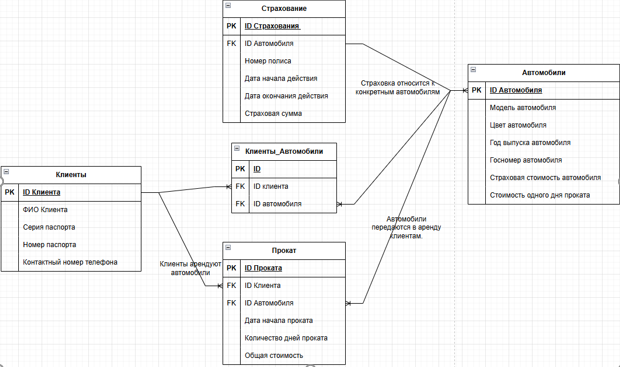 Страхование
PK ID Страхования
FK ID Автомобиля
Номер полиса
Дата начала действия
Дата окончания действия
Страховая сумма
Страховка относится к
конкретным автомобилям
Автомобили
PK ID Автомобиля
Модель автомобиля
Цвет автомобиля
Год выпуска автомобиля
Госномер автомобиля
Страховая стоимость автомобиля
Стоимость одного дня проката
Клиенты_Автомобили
PK ID
FK ID клиента
FK ID автомобиля
Клиенты
PK ID Клиента
ФИО Клиента
Серия паспорта
Номер паспорта
Контактный номер телефона
Клиенты арендуют
автомобили
Автомобили
передаются в аренду
клиентам.
Прокат
PK ID Проката
FK ID Клиента
FK ID Автомобиля
Дата начала проката
Количество дней проката
Общая стоимость